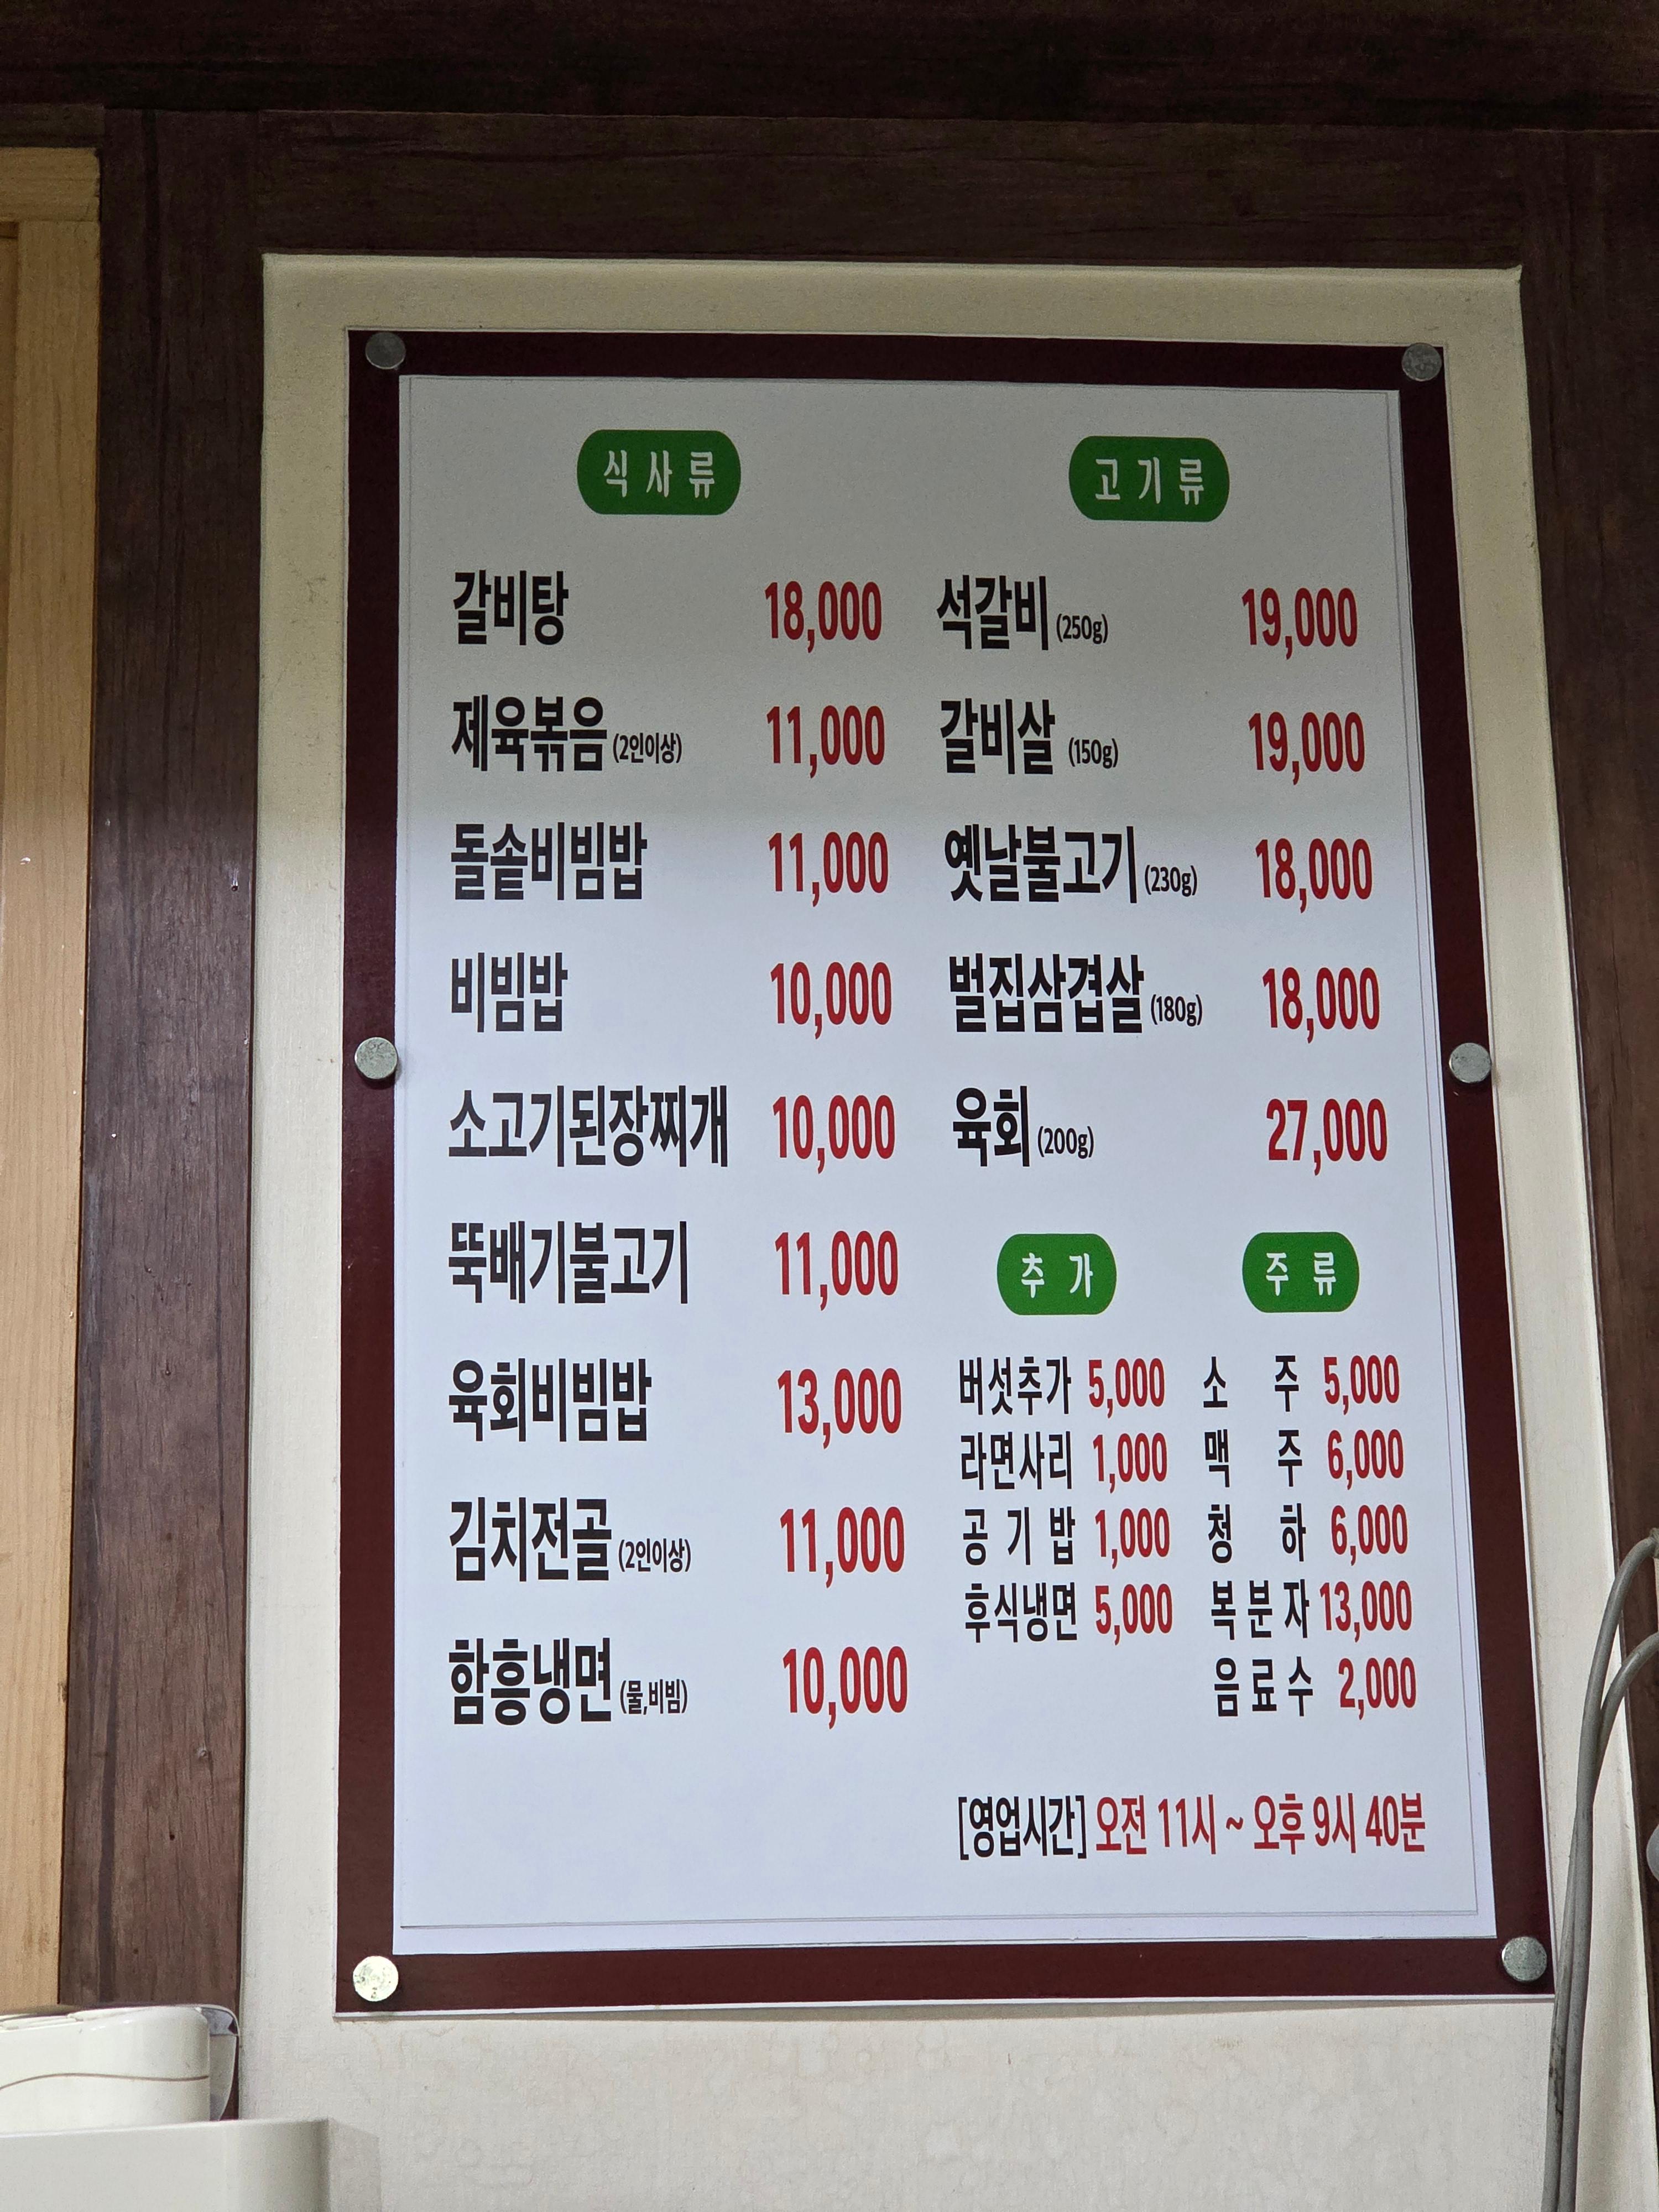 식사류
갈비탕 18,000
제육볶음 (2인이상) 11,000
돌솥비빔밥 11,000
비빔밥 10,000
소고기된장찌개 10,000
뚝배기불고기 11,000
육회비빔밥 13,000
김치전골 (2인이상) 11,000
함흥냉면 (물,비빔) 10,000
고기류
석갈비 (250g) 19,000
갈비살 (150g) 19,000
옛날불고기 (230g) 18,000
벌집삼겹살 (180g) 18,000
육회 (200g) 27,000
추가
버섯추가 5,000
라면사리 1,000
공기밥 1,000
후식냉면 5,000
주류
소주 5,000
맥주 6,000
청하 6,000
복분자 13,000
음료수 2,000
[영업시간] 오전 11시 ~ 오후 9시 40분